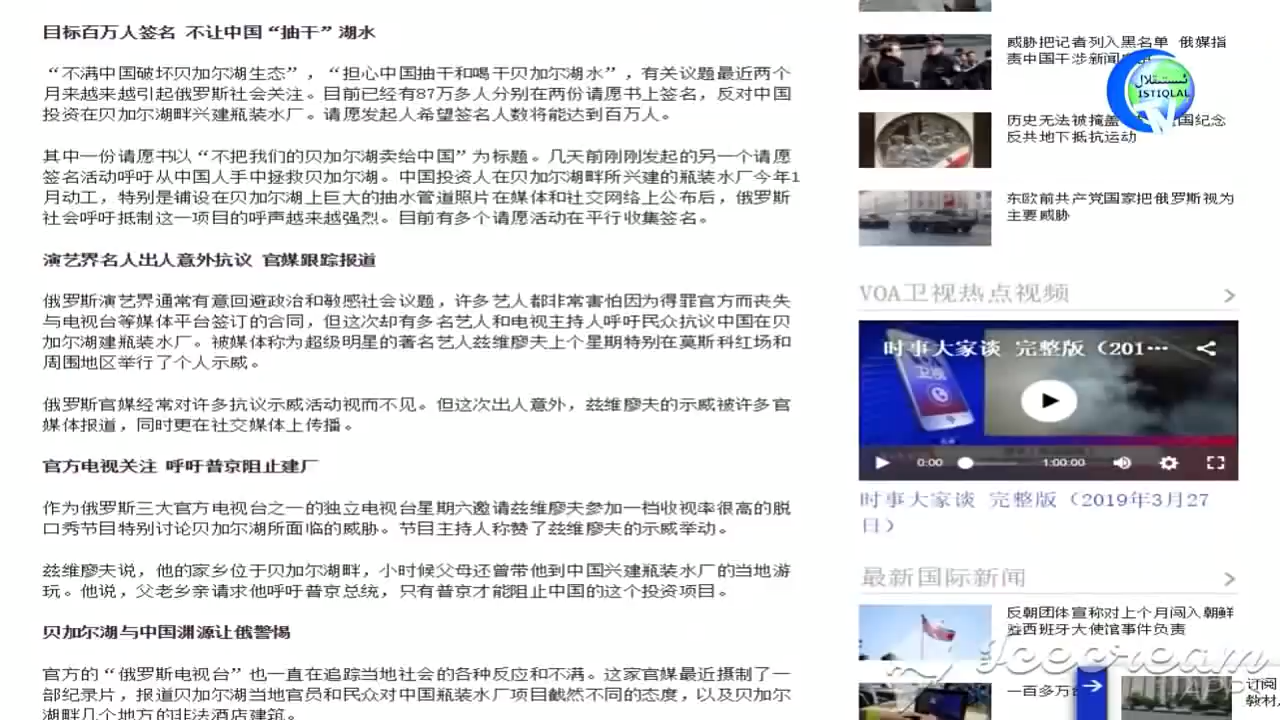 目标百万人签名 不让中国“抽干”湖水
“不满中国破坏贝加尔湖生态”，“担心中国抽干和喝干贝加尔湖水”，有关议题最近两个
月来越来越引起俄罗斯社会关注。目前已经有87万多人分别在两份请愿书上签名，反对中国
投资在贝加尔湖畔兴建瓶装水厂。请愿发起人希望签名人数将能达到百万人。
其中一份请愿书以“不把我们的贝加尔湖卖给中国”为标题。几天前刚刚发起的另一个请愿
签名活动呼吁从中国人手中拯救贝加尔湖。中国投资人在贝加尔湖畔所兴建的瓶装水厂今年1
月动工，特别是铺设在贝加尔湖上巨大的抽水管道照片在媒体和社交网络上公布后，俄罗斯
社会呼吁抵制这一项目的呼声越来越强烈。目前有多个请愿活动在平行收集签名。
演艺界名人出人意外抗议 官媒跟踪报道
俄罗斯演艺界通常有意回避政治和敏感社会议题，许多艺人都非常害怕因为得罪官方而丧失
与电视台等媒体平台签订的合同，但这次却有多名艺人和电视主持人呼吁民众抗议中国在贝
加尔湖建瓶装水厂。被媒体称为超级明星的著名艺人兹维廖夫上个星期特别在莫斯科红场和
周围地区举行了个人示威。
俄罗斯官媒经常对许多抗议示威活动视而不见。但这次出人意外，兹维廖夫的示威被许多官
媒体报道，同时更在社交媒体上传播。
官方电视关注 呼吁普京阻止建厂
作为俄罗斯三大官方电视台之一的独立电视台星期六邀请兹维廖夫参加一档收视率很高的脱
口秀节目特别讨论贝加尔湖所面临的威胁。节目主持人称赞了兹维廖夫的示威举动。
兹维廖夫说，他的家乡位于贝加尔湖畔，小时候父母还曾带他到中国兴建瓶装水厂的当地游
玩。他说，父老乡亲请求他呼吁普京总统，只有普京才能阻止中国的这个投资项目。
贝加尔湖与中国渊源让俄警惕
官方的“俄罗斯电视台”也一直在追踪当地社会的各种反应和不满。这家官媒最近摄制了一
部纪录片，报道贝加尔湖当地官员和民众对中国瓶装水厂项目截然不同的态度，以及贝加尔
湖畔几个地方的非法酒店建筑。
威胁把记者列入黑名单 俄媒指
责中国干涉新闻
历史无法被掩盖 国纪念
反共地下抵抗运动
东欧前共产党国家把俄罗斯视为
主要威胁
ئىستىقلال
ISTIQLAL
TV
VOA卫视热点视频
时事大家谈 完整版（201…
卫视
0:00
1:00:00
时事大家谈 完整版（2019年3月27
日）
最新国际新闻
反朝团体宣称对上个月闯入朝鲜
驻西班牙大使馆事件负责
一百多万
订阅
教材
Icecream
APPS